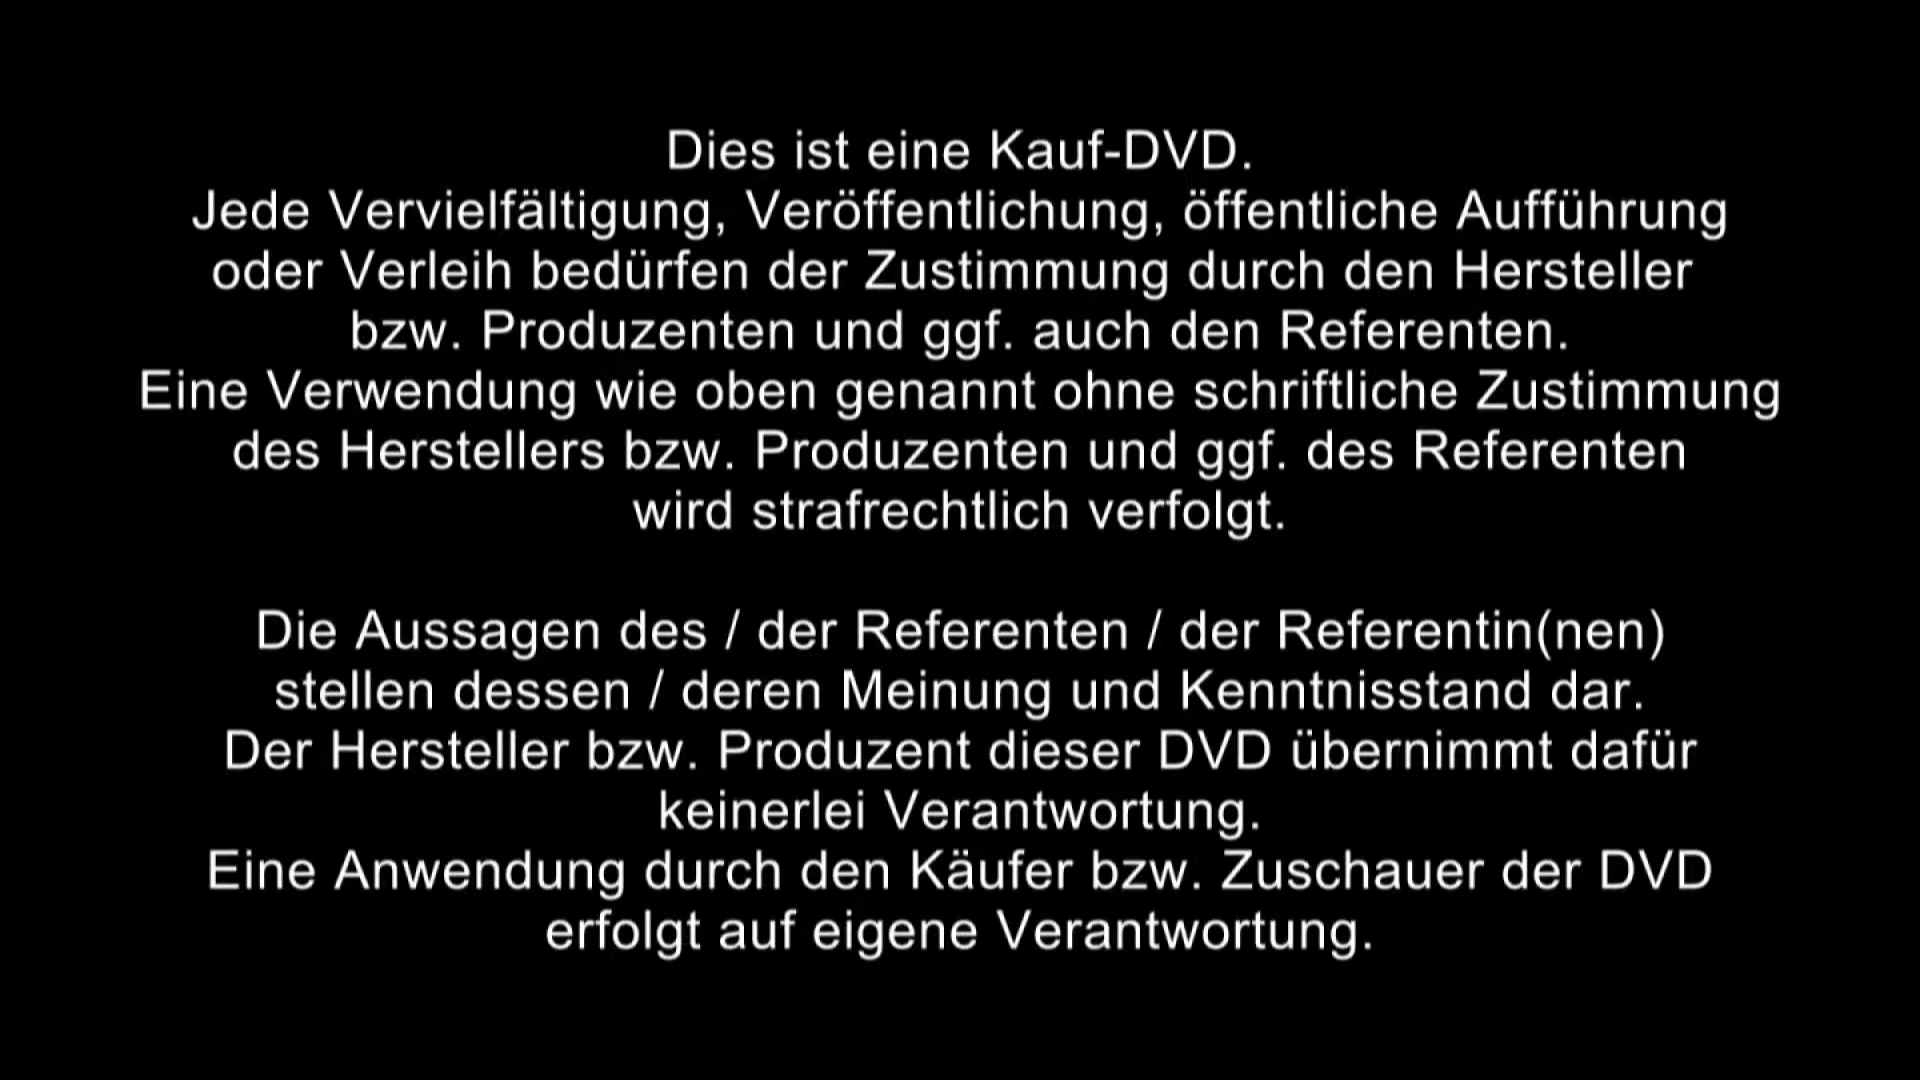 Dies ist eine Kauf-DVD.
Jede Vervielfältigung, Veröffentlichung, öffentliche Aufführung
oder Verleih bedürfen der Zustimmung durch den Hersteller
bzw. Produzenten und ggf. auch den Referenten.
Eine Verwendung wie oben genannt ohne schriftliche Zustimmung
des Herstellers bzw. Produzenten und ggf. des Referenten
wird strafrechtlich verfolgt.
Die Aussagen des / der Referenten / der Referentin(nen)
stellen dessen / deren Meinung und Kenntnisstand dar.
Der Hersteller bzw. Produzent dieser DVD übernimmt dafür
keinerlei Verantwortung.
Eine Anwendung durch den Käufer bzw. Zuschauer der DVD
erfolgt auf eigene Verantwortung.